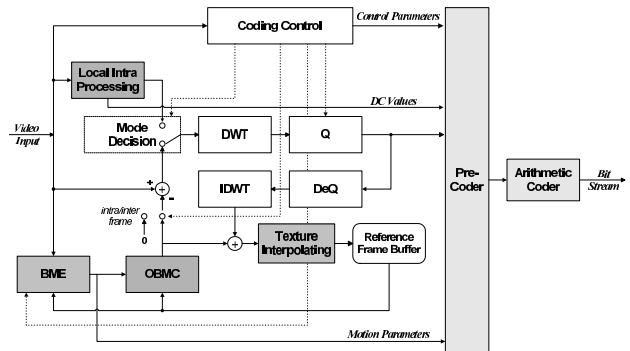 Coding Control
Control Parameters
Local Intra
Processing
DC Values
Video
Input
Mode
Decision
DWT
Q
Pre-
Coder
Arithmetic
Coder
Bit
Stream
+
-
+
IDWT
DeQ
intra/inter
frame
0
+
Texture
Interpolating
Reference
Frame Buffer
BME
OBMC
Motion Parameters